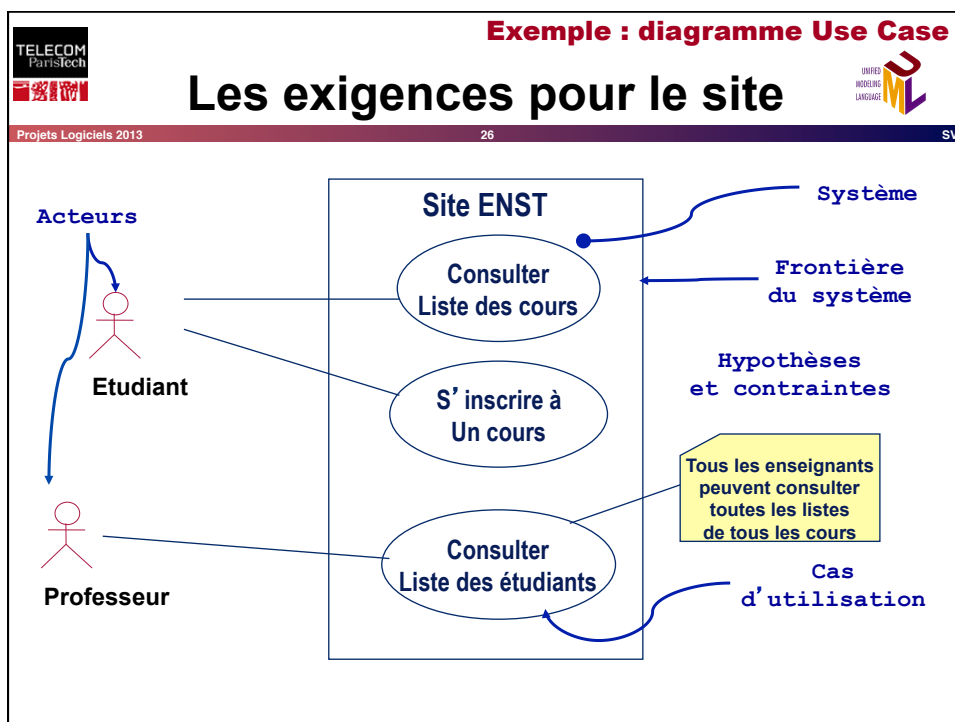 Exemple : diagramme Use Case
TELECOM
ParisTech
Les exigences pour le site
UNIFIED
MODELING
LANGUAGE
UML
Projets Logiciels 2013
26
SV
Acteurs
Etudiant
Professeur
Site ENST
Consulter
Liste des cours
S’ inscrire à
Un cours
Consulter
Liste des étudiants
Système
Frontière
du système
Hypothèses
et contraintes
Tous les enseignants
peuvent consulter
toutes les listes
de tous les cours
Cas
d’utilisation